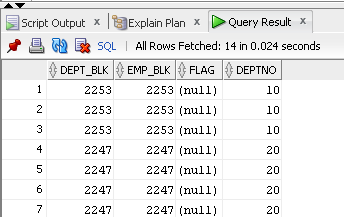 Script Output × Explain Plan × Query Result ×
SQL | All Rows Fetched: 14 in 0.024 seconds
DEPT_BLK EMP_BLK FLAG DEPTNO
1 2253 2253 (null) 10
2 2253 2253 (null) 10
3 2253 2253 (null) 10
4 2247 2247 (null) 20
5 2247 2247 (null) 20
6 2247 2247 (null) 20
7 2247 2247 (null) 20